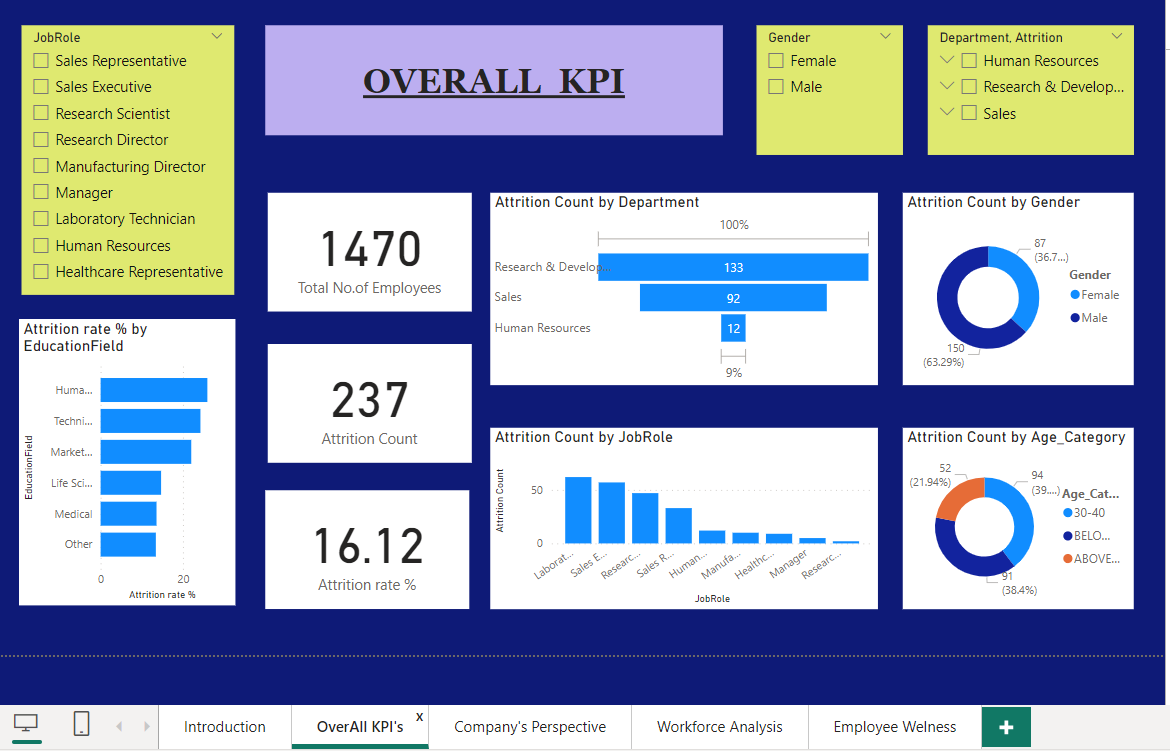 JobRole
Sales Representative
Sales Executive
Research Scientist
Research Director
Manufacturing Director
Manager
Laboratory Technician
Human Resources
Healthcare Representative
OVERALL KPI
Gender
Female
Male
Department, Attrition
Human Resources
Research & Develop...
Sales
1470
Total No.of Employees
237
Attrition Count
16.12
Attrition rate %
Attrition Count by Department
100%
Research & Develop...
133
Sales
92
Human Resources
12
9%
Attrition Count by Gender
87
(36.7...)
150
(63.29%)
Gender
Female
Male
Attrition rate % by
EducationField
EducationField
Huma...
Techni...
Market...
Life Sci...
Medical
Other
0
20
Attrition rate %
Attrition Count by JobRole
Attrition Count
50
0
Laborat...
Sales E...
Researc...
Sales R...
Human...
Manufa...
Healthc...
Manager
Researc...
JobRole
Attrition Count by Age_Category
52
(21.94%)
94
(39....)
91
(38.4%)
Age_Cat...
30-40
BELO...
ABOVE...
Introduction
OverAll KPI's
X
Company's Perspective
Workforce Analysis
Employee Welness